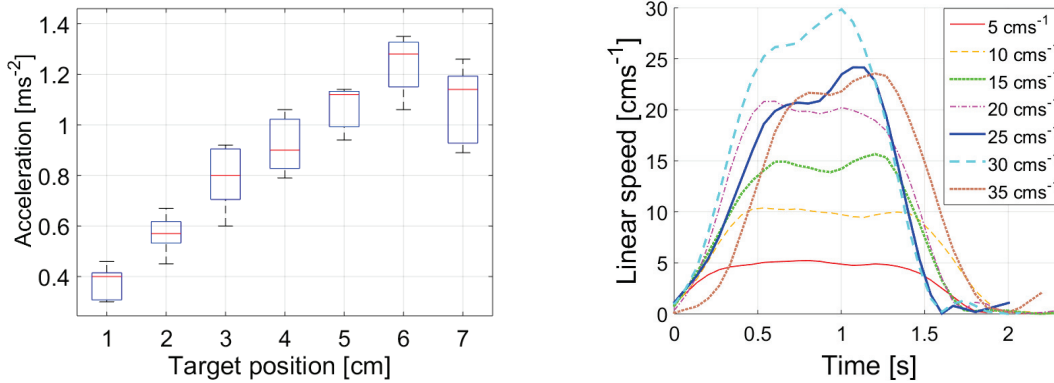 Acceleration [ms-2]
1.4
1.2
1
0.8
0.6
0.4
1 2 3 4 5 6 7
Target position [cm]
Linear speed [cms-1]
30
25
20
15
10
5
0
0 0.5 1 1.5 2
Time [s]
5 cms-1
10 cms-1
15 cms-1
20 cms-1
25 cms-1
30 cms-1
35 cms-1